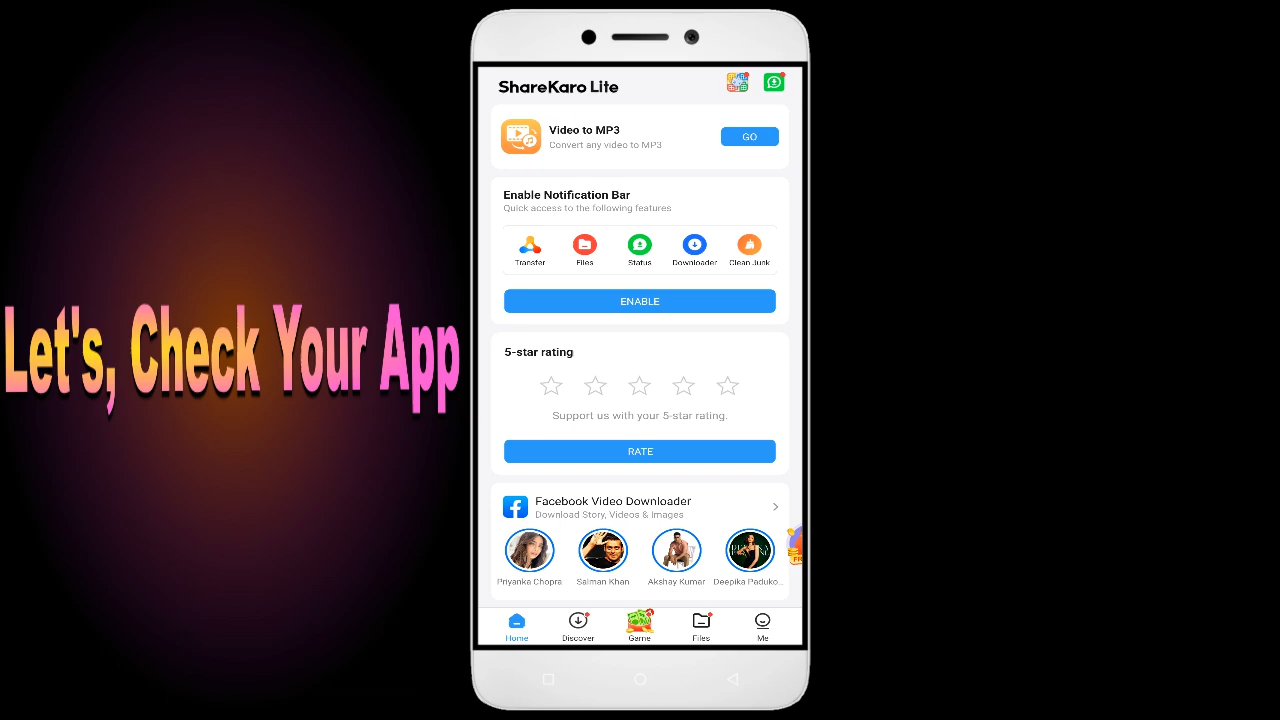 ShareKaro Lite
Video to MP3
Convert any video to MP3
GO
Enable Notification Bar
Quick access to the following features
Transfer
Files
Status
Downloader
Clean Junk
ENABLE
Let's, Check Your App
5-star rating
Support us with your 5-star rating.
RATE
Facebook Video Downloader
Download Story, Videos & Images
Priyanka Chopra
Salman Khan
Akshay Kumar
Deepika Paduko...
Home
Discover
Game
Files
Me